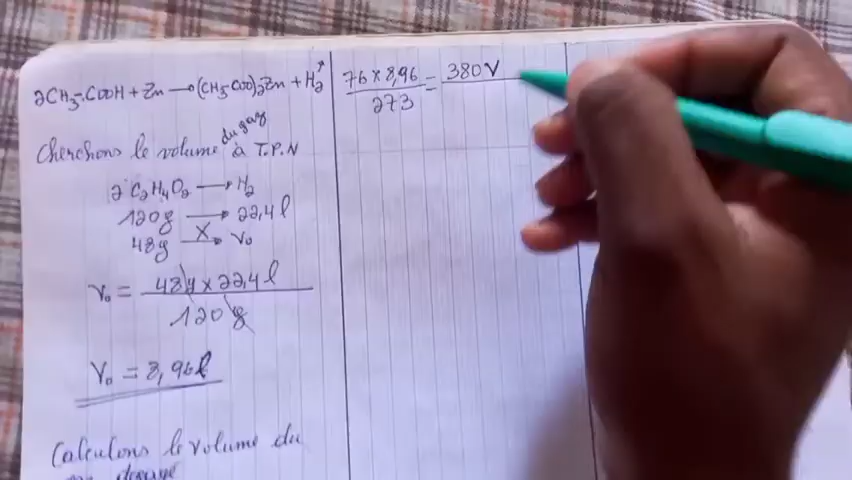 2CH₃-COOH + Zn → (CH₃COO)₂Zn + H₂↑
Cherchons le volume du gaz à T.P.N
2 C₂H₄O₂ → H₂
120g → 22,4 l
48g X→ V₀
V₀ = 48g x 22,4 l
120 g
V₀ = 8,96l
Calculons le volume du
76 x 8,96 = 380V
273